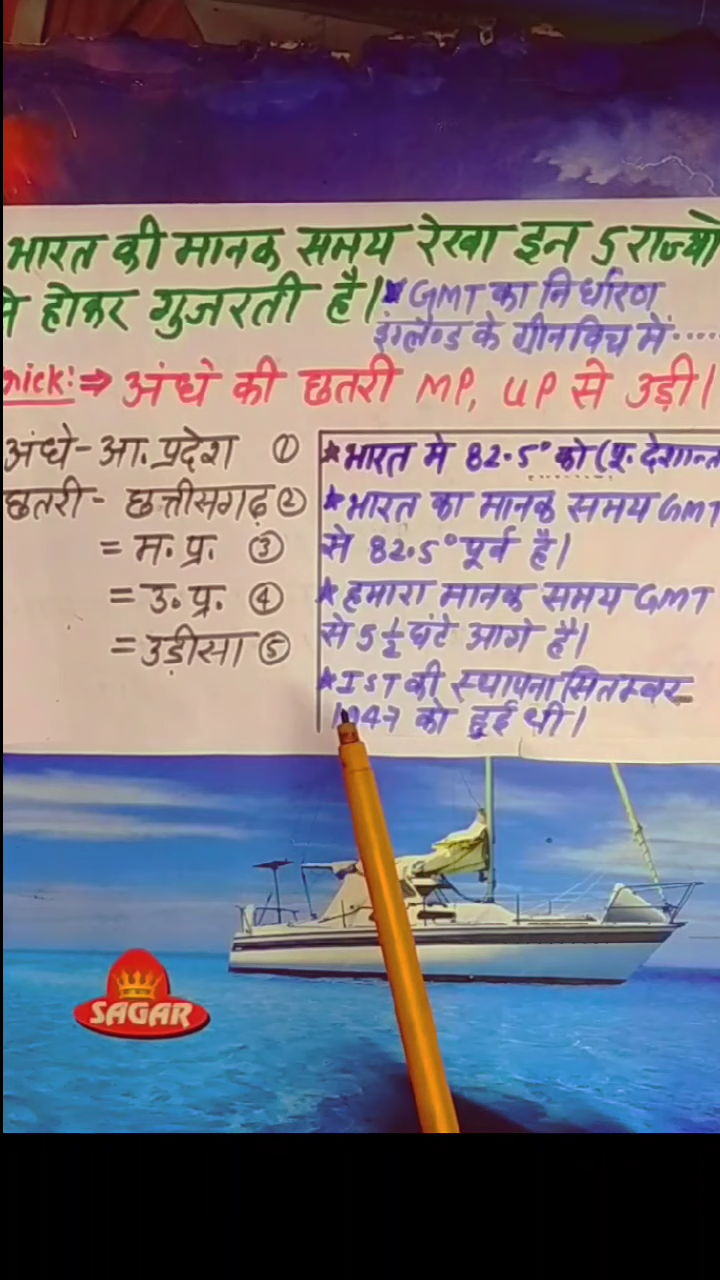 भारत की मानक समय रेखा इन 5 राज्यो
होकर गुजरती है।
* GMT का निर्धारण
इंग्लैण्ड के ग्रीनविच में.....
अंधे की छतरी MP, UP से उड़ी।
अंधे - आ. प्रदेश ①
छतरी - छत्तीसगढ़ ②
= म. प्र. ③
= उ. प्र. ④
= उड़ीसा ⑤
* भारत मे 82.5° को (पू. देशान्त
* भारत का मानक समय GMT
से 82.5° पूर्व है।
* हमारा मानक समय GMT
से 5 1/2 घंटे आगे है।
* IST की स्थापना सितम्बर
1947 को हुई थी।
SAGAR